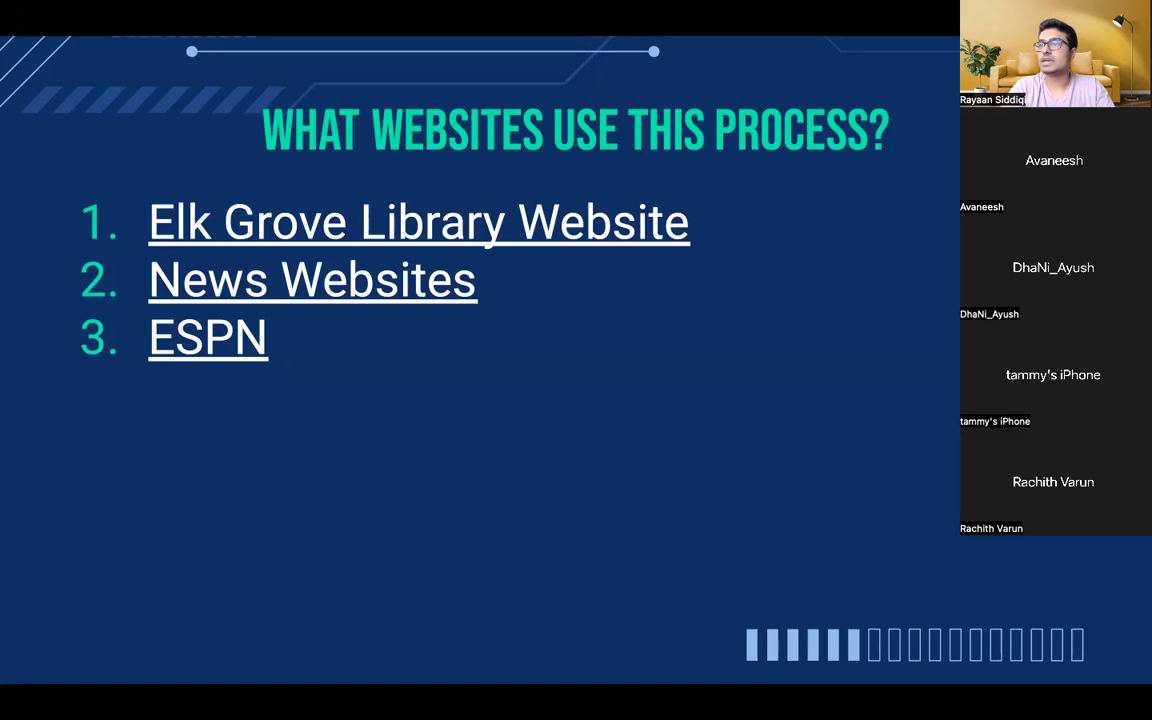 WHAT WEBSITES USE THIS PROCESS?
1. Elk Grove Library Website
2. News Websites
3. ESPN
Rayaan Siddiqi
Avaneesh
Avaneesh
DhaNi_Ayush
DhaNi_Ayush
tammy's iPhone
tammy's iPhone
Rachith Varun
Rachith Varun